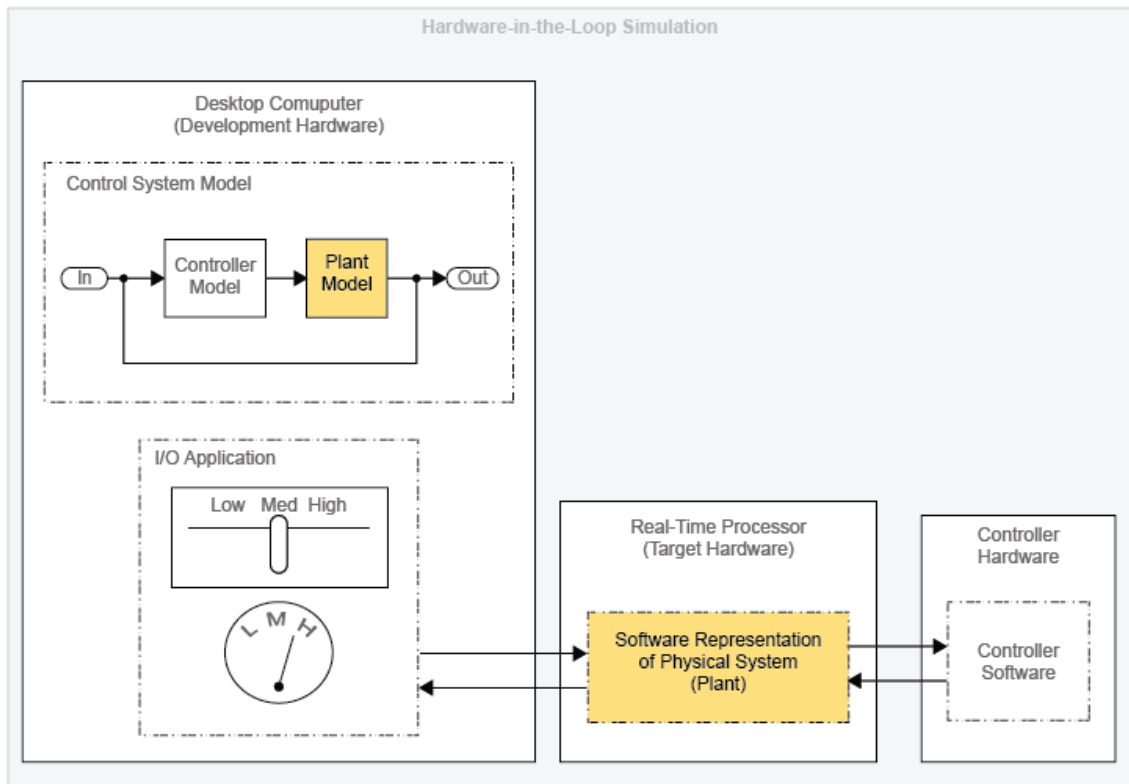 Hardware-in-the-Loop Simulation
Desktop Comuputer
(Development Hardware)
Control System Model
In
Controller
Model
Plant
Model
Out
I/O Application
Low Med High
L M H
Real-Time Processor
(Target Hardware)
Software Representation
of Physical System
(Plant)
Controller
Hardware
Controller
Software